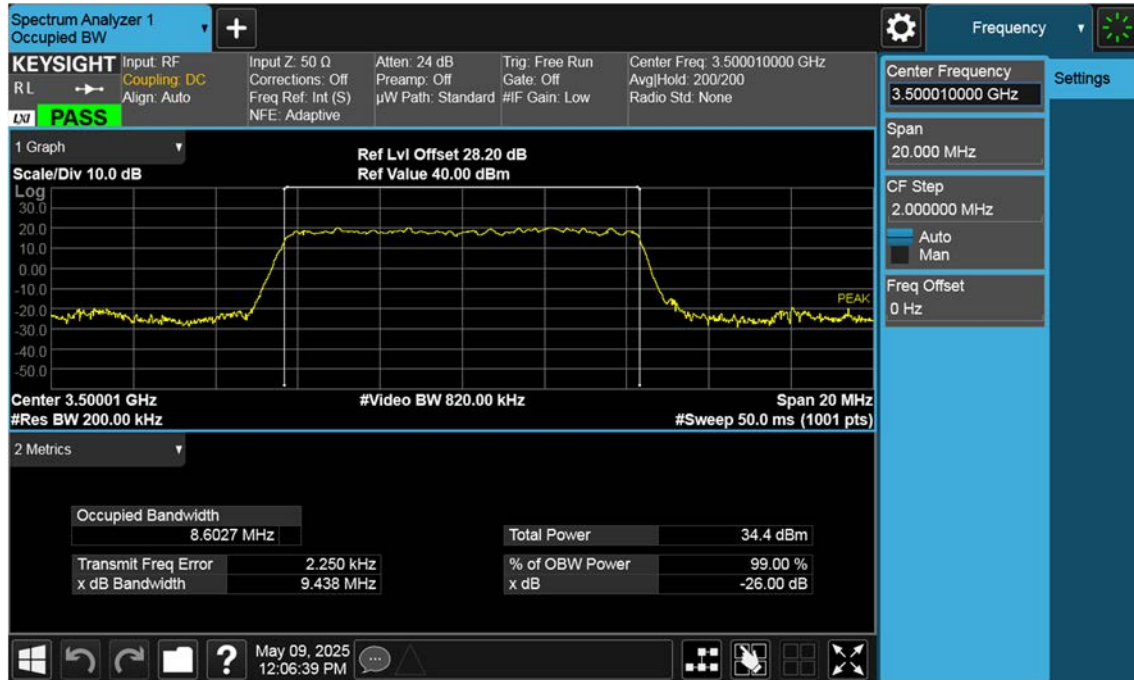 Spectrum Analyzer 1
Occupied BW
+
Frequency
KEYSIGHT
R L
LXI PASS
Input: RF
Coupling: DC
Align: Auto
Input Z: 50 Ω
Corrections: Off
Freq Ref: Int (S)
NFE: Adaptive
Atten: 24 dB
Preamp: Off
µW Path: Standard
Trig: Free Run
Gate: Off
#IF Gain: Low
Center Freq: 3.500010000 GHz
Avg|Hold: 200/200
Radio Std: None
Center Frequency
3.500010000 GHz
Settings
Span
20.000 MHz
CF Step
2.000000 MHz
Auto
Man
Freq Offset
0 Hz
1 Graph
Scale/Div 10.0 dB
Ref Lvl Offset 28.20 dB
Ref Value 40.00 dBm
Log
30.0
20.0
10.0
0.00
-10.0
PEAK
-20.0
-30.0
-40.0
-50.0
Center 3.50001 GHz
#Video BW 820.00 kHz
Span 20 MHz
#Res BW 200.00 kHz
#Sweep 50.0 ms (1001 pts)
2 Metrics
Occupied Bandwidth
8.6027 MHz
Total Power 34.4 dBm
Transmit Freq Error 2.250 kHz
% of OBW Power 99.00 %
x dB Bandwidth 9.438 MHz
x dB -26.00 dB
?
May 09, 2025
12:06:39 PM